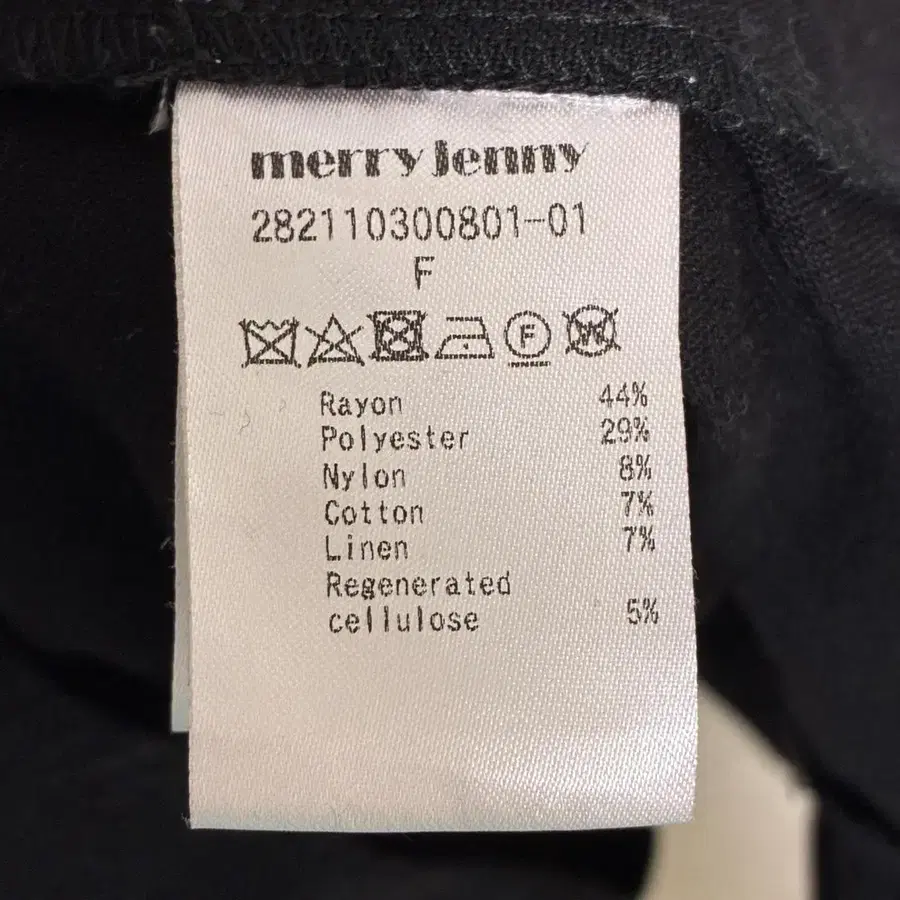 merry jenny
282110300801-01
F
F
W
Rayon 44%
Polyester 29%
Nylon 8%
Cotton 7%
Linen 7%
Regenerated
cellulose 5%